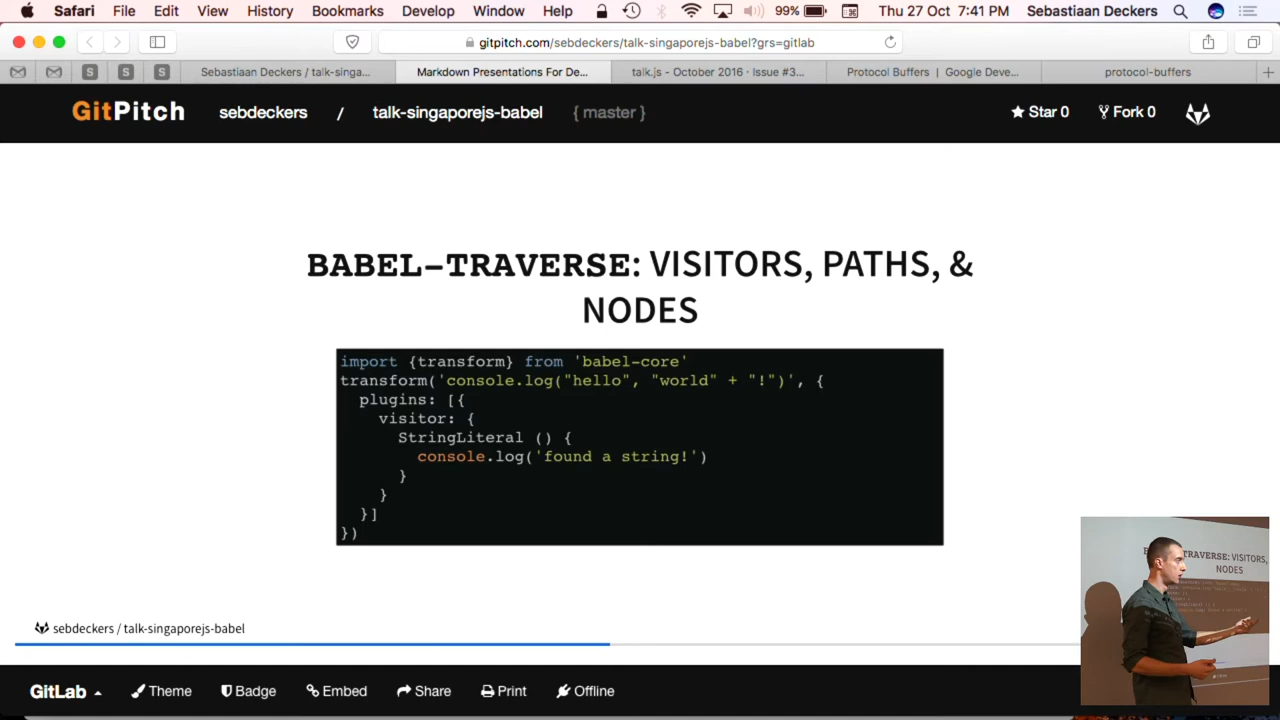 Safari File Edit View History Bookmarks Develop Window Help 99% Thu 27 Oct 7:41 PM Sebastiaan Deckers
gitpitch.com/sebdeckers/talk-singaporejs-babel?grs=gitlab
S S S Sebastiaan Deckers / talk-singa... Markdown Presentations For De... talk.js - October 2016 · Issue #3... Protocol Buffers | Google Deve... protocol-buffers
GitPitch sebdeckers / talk-singaporejs-babel { master } Star 0 Fork 0
BABEL-TRAVERSE: VISITORS, PATHS, &
NODES
import {transform} from 'babel-core'
transform('console.log("hello", "world" + "!")', {
plugins: [{
visitor: {
StringLiteral () {
console.log('found a string!')
}
}
}]
})
BABEL-TRAVERSE: VISITORS,
NODES
sebdeckers / talk-singaporejs-babel
GitLab Theme Badge Embed Share Print Offline